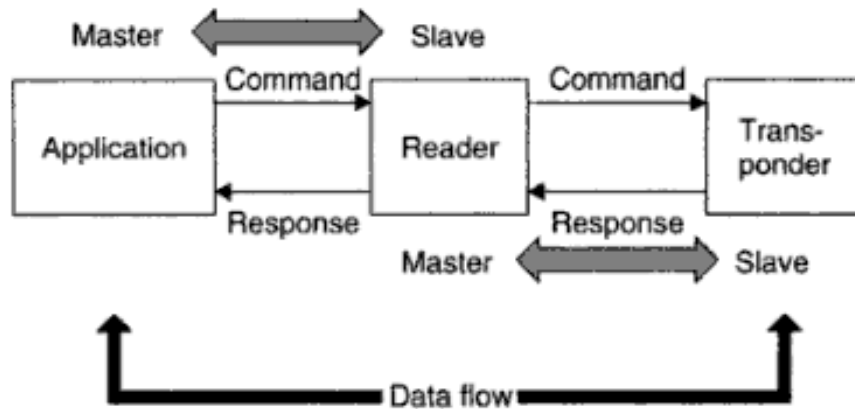 Master
Slave
Command
Command
Application
Reader
Trans-
ponder
Response
Response
Master
Slave
Data flow